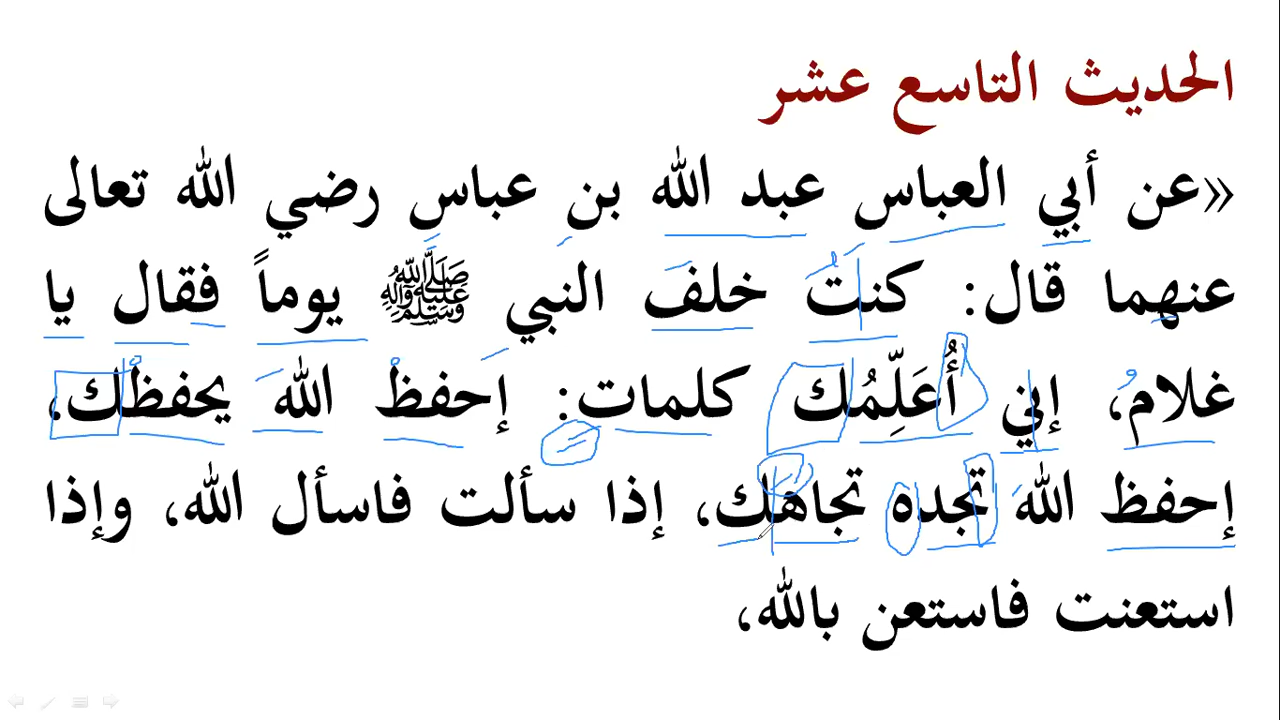 الحديث التاسع عشر
«عن أبي العباس عبد الله بن عباس رضي الله تعالى
عنهما قال: كنتُ خلفَ النبي ﷺ يوماً فقال يا
غلامُ، إني أُعَلِّمُك كلمات: إحفظْ اللهَ يحفظْك،
إحفظ الله تجده تجاهك، إذا سألت فاسأل الله، وإذا
استعنت فاستعن بالله،